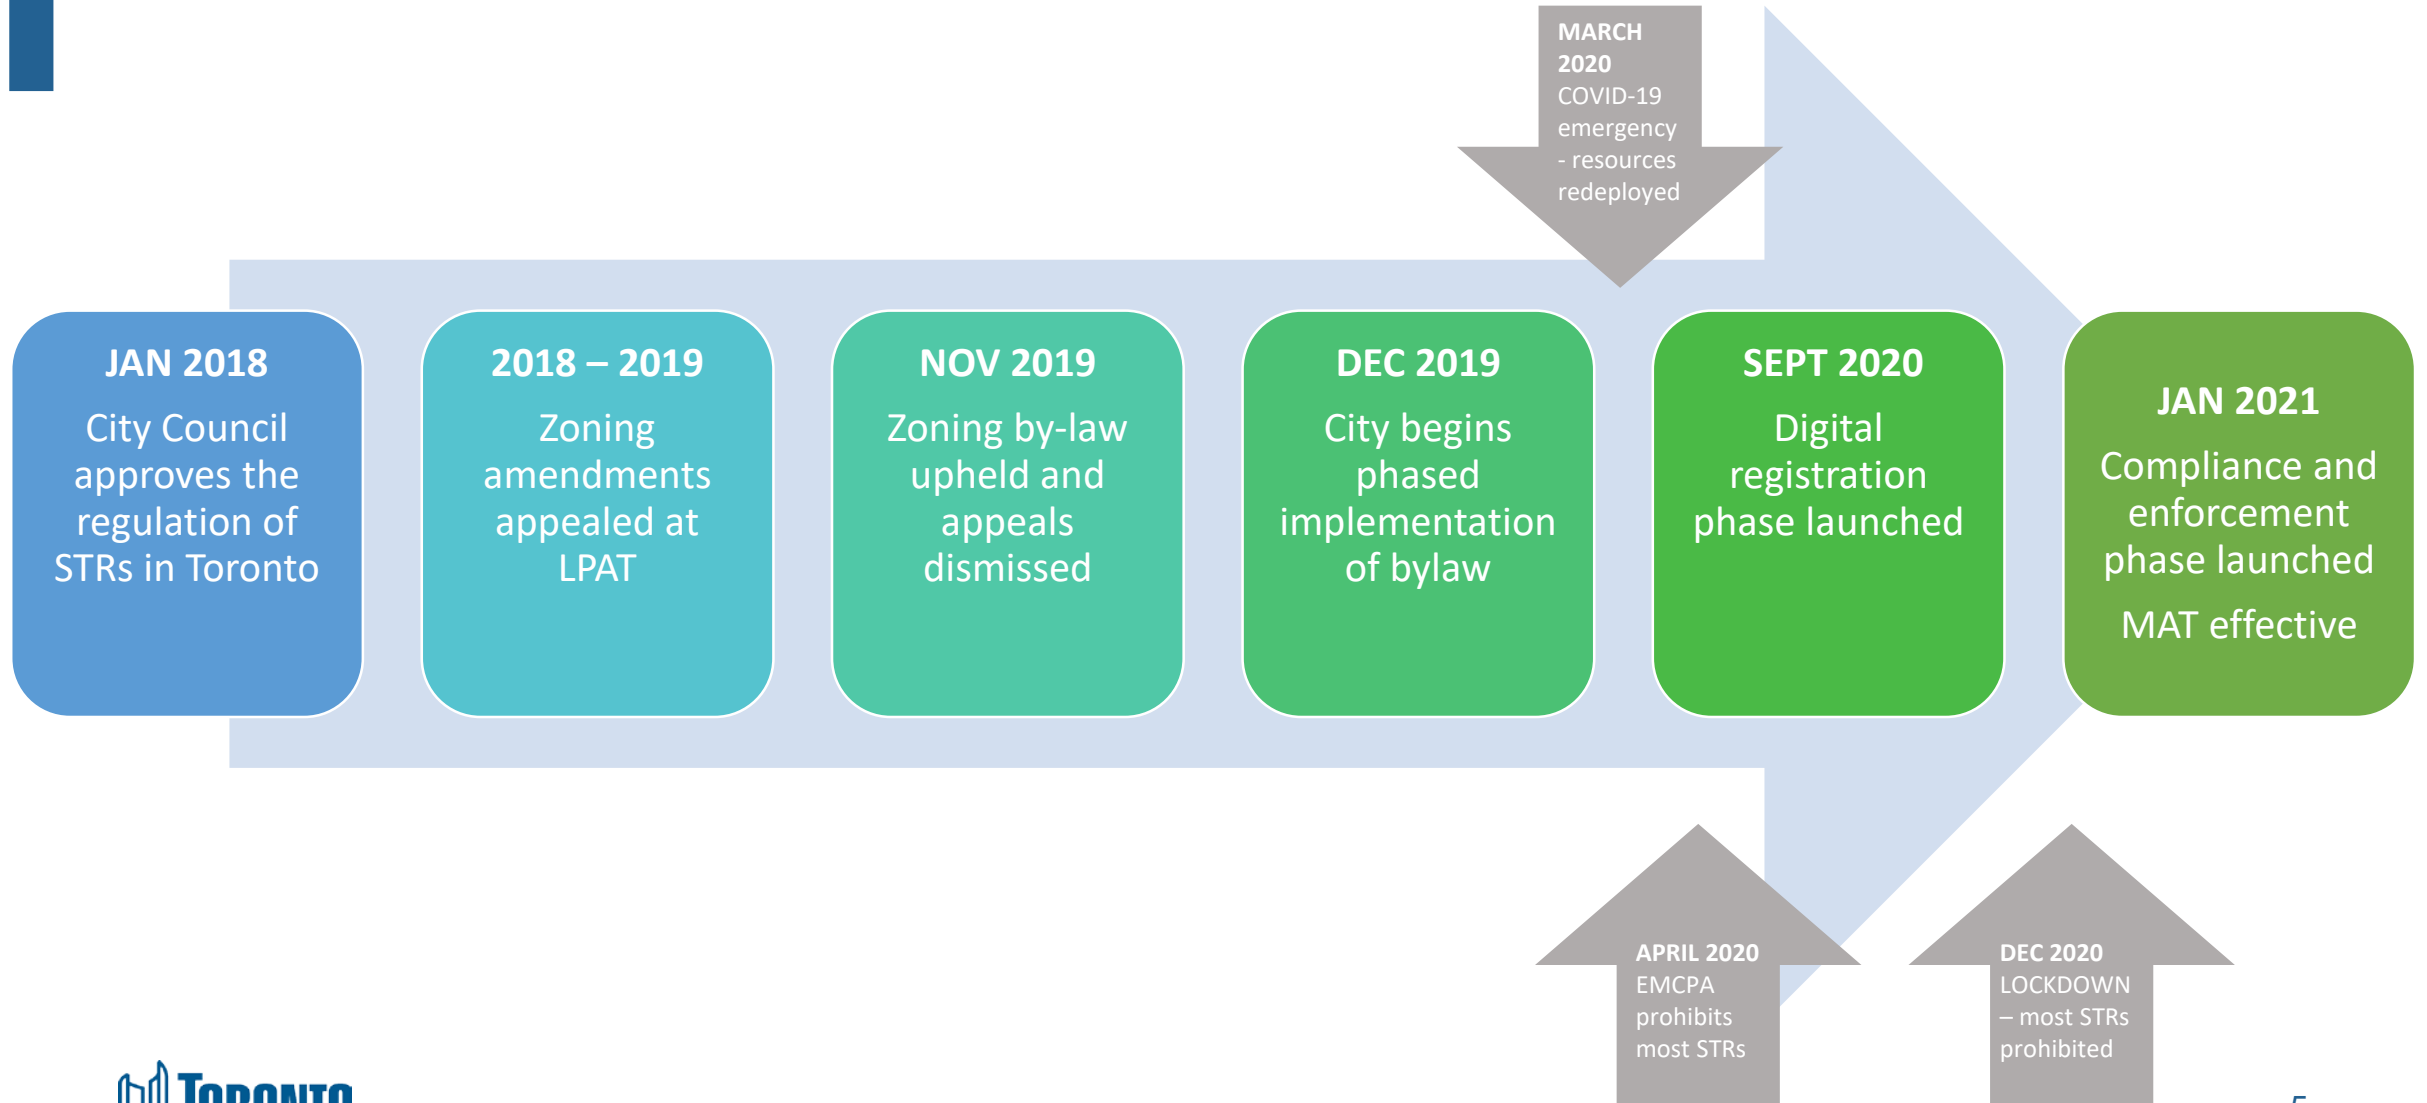 MARCH
2020
COVID-19
emergency
- resources
redeployed
JAN 2018
City Council
approves the
regulation of
STRs in Toronto
2018 – 2019
Zoning
amendments
appealed at
LPAT
NOV 2019
Zoning by-law
upheld and
appeals
dismissed
DEC 2019
City begins
phased
implementation
of bylaw
SEPT 2020
Digital
registration
phase launched
JAN 2021
Compliance and
enforcement
phase launched
MAT effective
APRIL 2020
EMCPA
prohibits
most STRs
DEC 2020
LOCKDOWN
– most STRs
prohibited
TORONTO
5